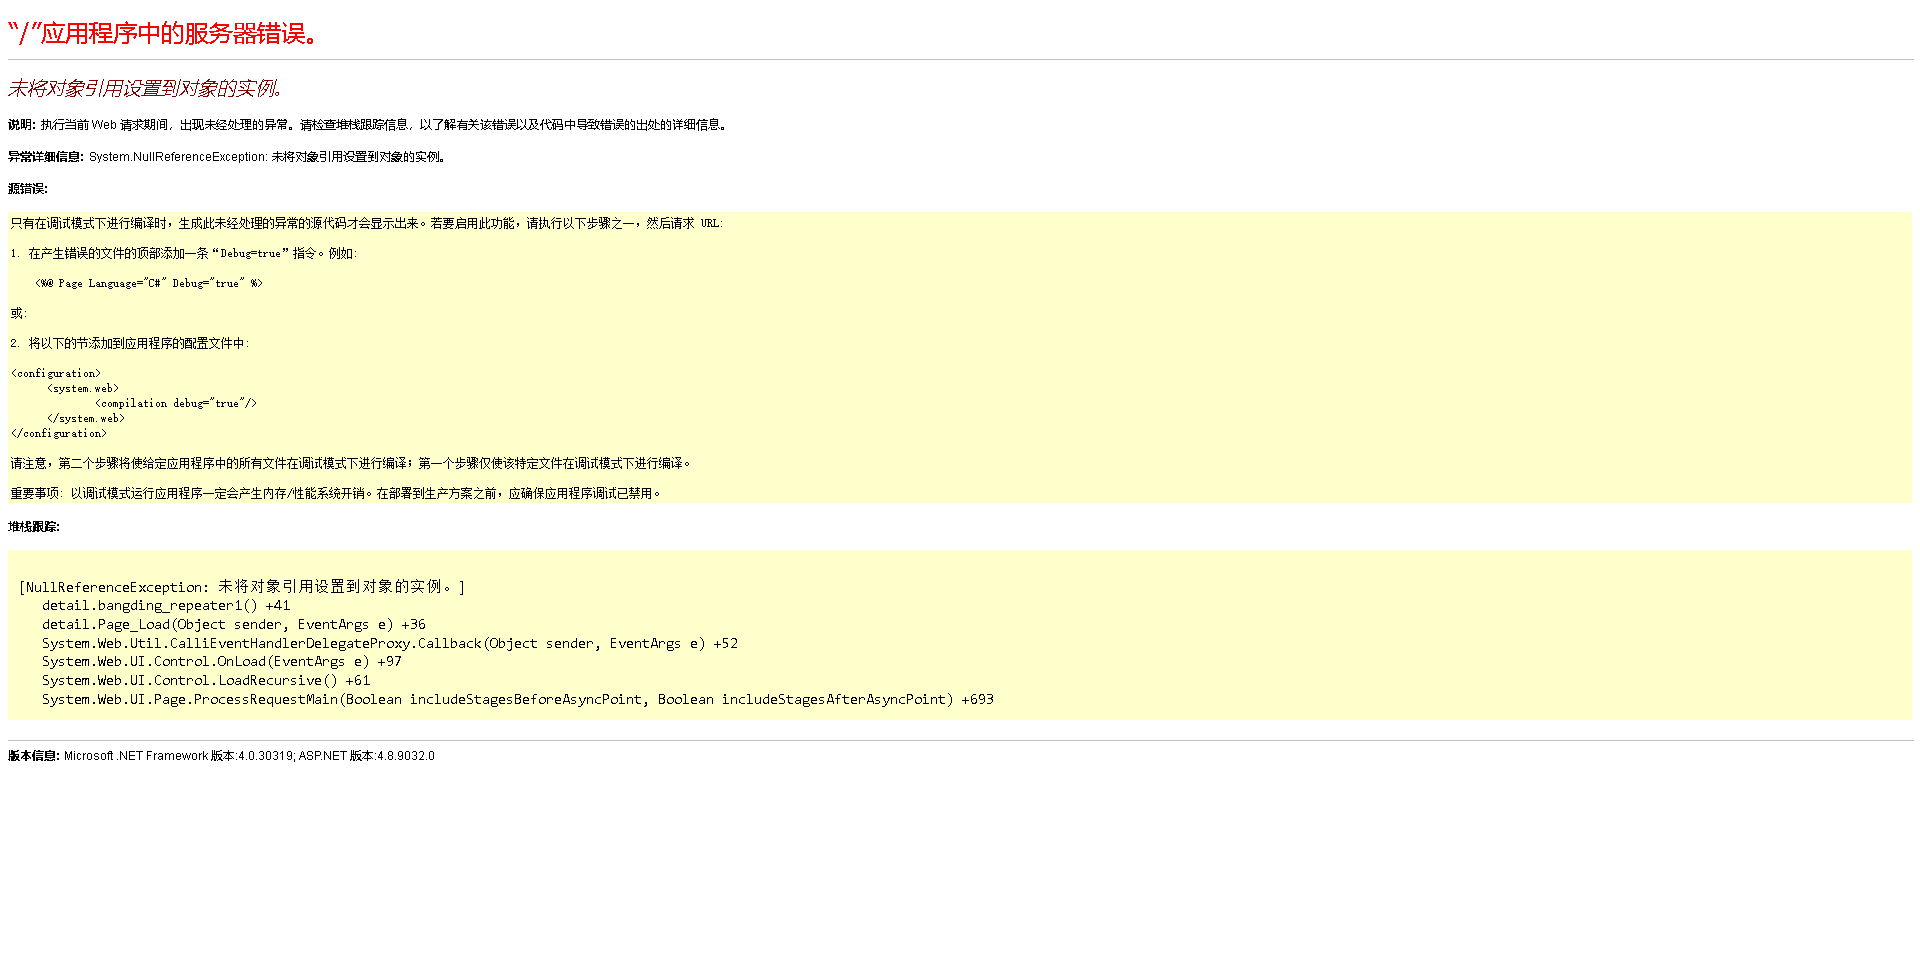 “/”应用程序中的服务器错误。
未将对象引用设置到对象的实例。
说明: 执行当前 Web 请求期间，出现未经处理的异常。请检查堆栈跟踪信息，以了解有关该错误以及代码中导致错误的出处的详细信息。
异常详细信息: System.NullReferenceException: 未将对象引用设置到对象的实例。
源错误:
只有在调试模式下进行编译时，生成此未经处理的异常的源代码才会显示出来。若要启用此功能，请执行以下步骤之一，然后请求 URL:
1. 在产生错误的文件的顶部添加一条“Debug=true”指令。例如:
<%@ Page Language="C#" Debug="true" %>
或:
2. 将以下的节添加到应用程序的配置文件中:
<configuration>
<system.web>
<compilation debug="true"/>
</system.web>
</configuration>
请注意，第二个步骤将使给定应用程序中的所有文件在调试模式下进行编译；第一个步骤仅使该特定文件在调试模式下进行编译。
重要事项: 以调试模式运行应用程序一定会产生内存/性能系统开销。在部署到生产方案之前，应确保应用程序调试已禁用。
堆栈跟踪:
[NullReferenceException: 未将对象引用设置到对象的实例。]
detail.bangding_repeater1() +41
detail.Page_Load(Object sender, EventArgs e) +36
System.Web.Util.CalliEventHandlerDelegateProxy.Callback(Object sender, EventArgs e) +52
System.Web.UI.Control.OnLoad(EventArgs e) +97
System.Web.UI.Control.LoadRecursive() +61
System.Web.UI.Page.ProcessRequestMain(Boolean includeStagesBeforeAsyncPoint, Boolean includeStagesAfterAsyncPoint) +693
版本信息: Microsoft .NET Framework 版本:4.0.30319; ASP.NET 版本:4.8.9032.0